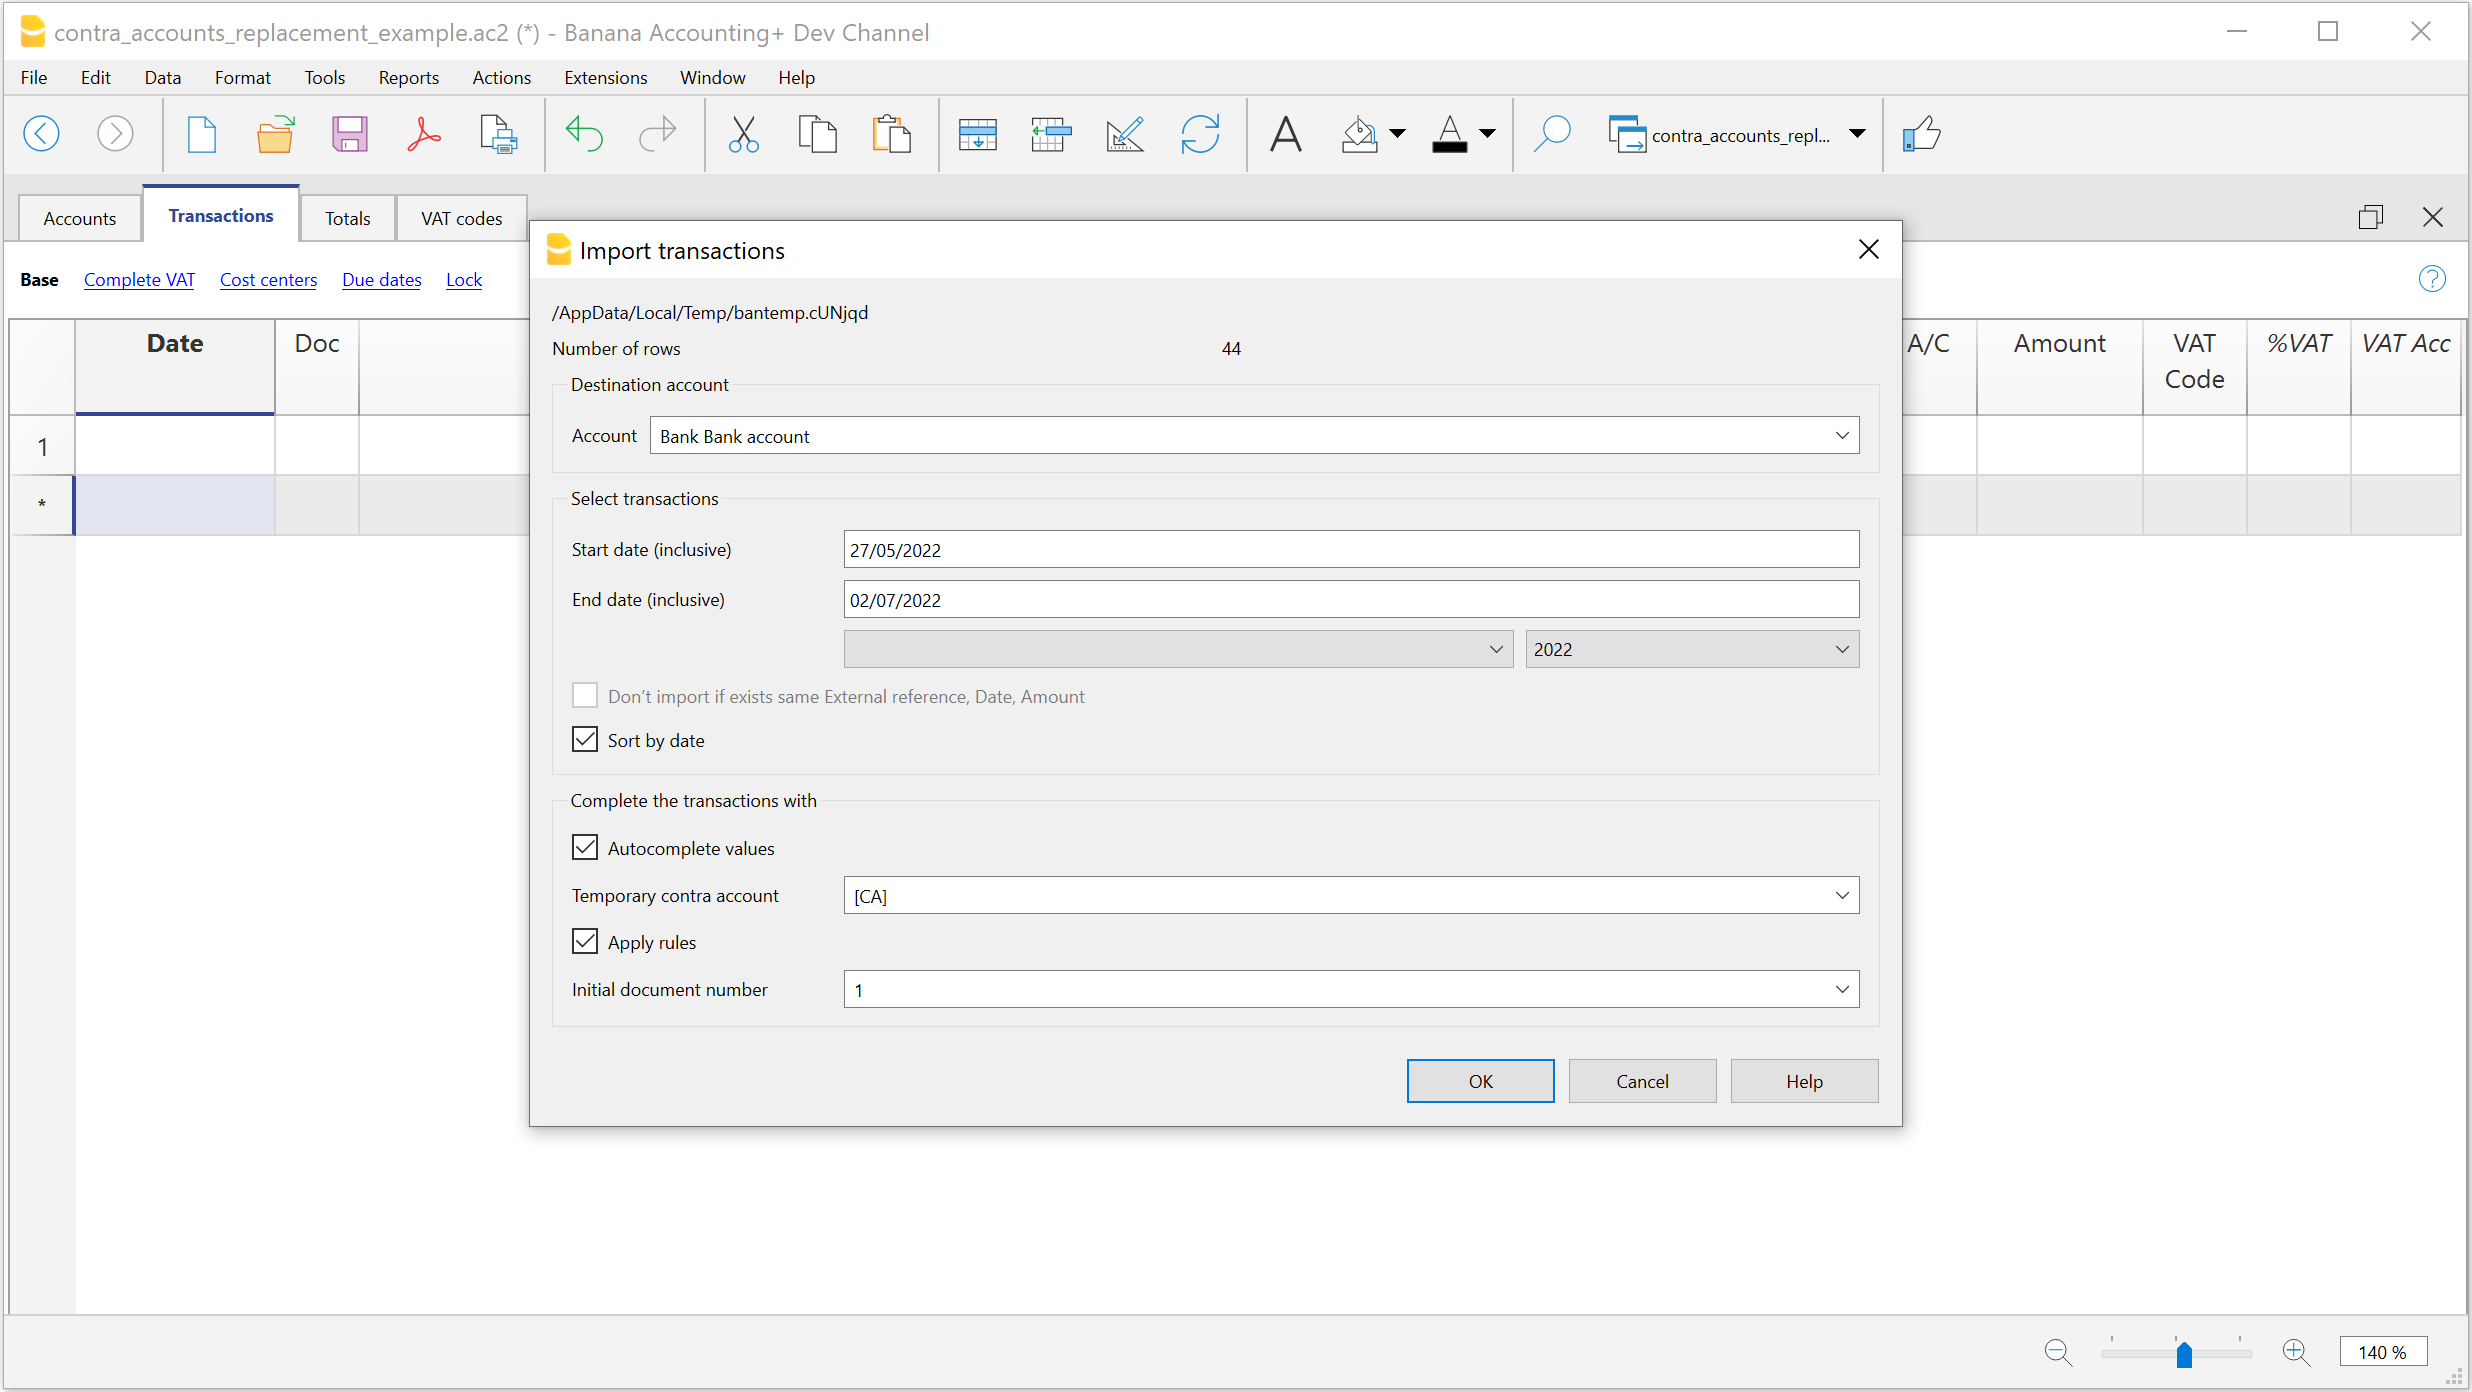 contra_accounts_replacement_example.ac2 (*) - Banana Accounting+ Dev Channel
File Edit Data Format Tools Reports Actions Extensions Window Help
contra_accounts_repl...
Accounts Transactions Totals VAT codes
Base Complete VAT Cost centers Due dates Lock
Date Doc A/C Amount VAT Code %VAT VAT Acc
1
*
Import transactions
/AppData/Local/Temp/bantemp.cUNjqd
Number of rows 44
Destination account
Account Bank Bank account
Select transactions
Start date (inclusive) 27/05/2022
End date (inclusive) 02/07/2022
2022
Don't import if exists same External reference, Date, Amount
Sort by date
Complete the transactions with
Autocomplete values
Temporary contra account [CA]
Apply rules
Initial document number 1
OK Cancel Help
140 %